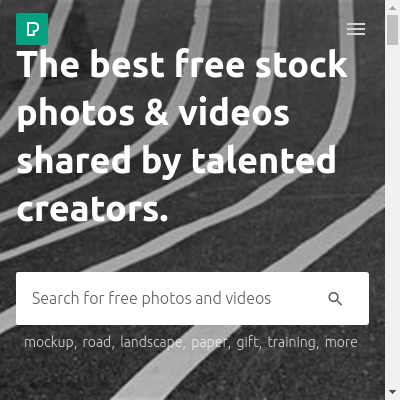 The best free stock
photos & videos
shared by talented
creators.
Search for free photos and videos
mockup, road, landscape, paper, gift, training, more